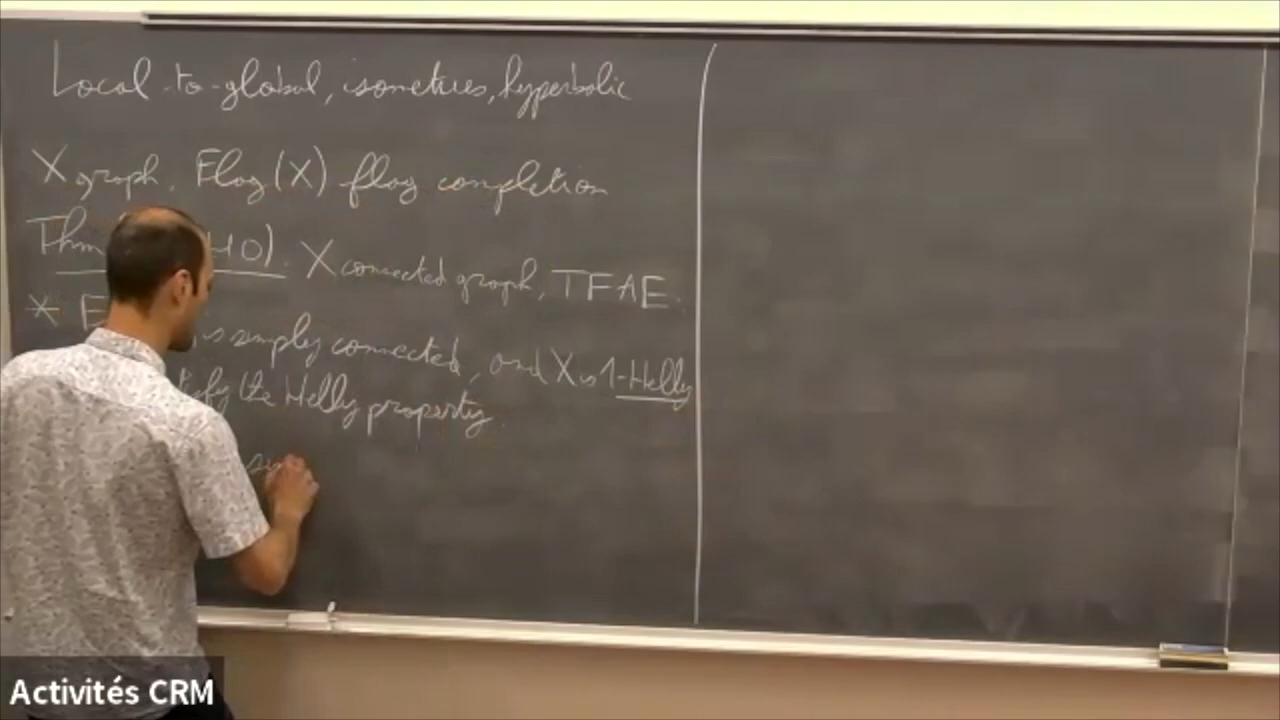 Local-to-global, isometries, hyperbolic
X graph. Flag(X) flag completion
Thm HO). X connected graph, TFAE.
* is simply connected, and X is 1-Helly
the Helly property.
Activités CRM